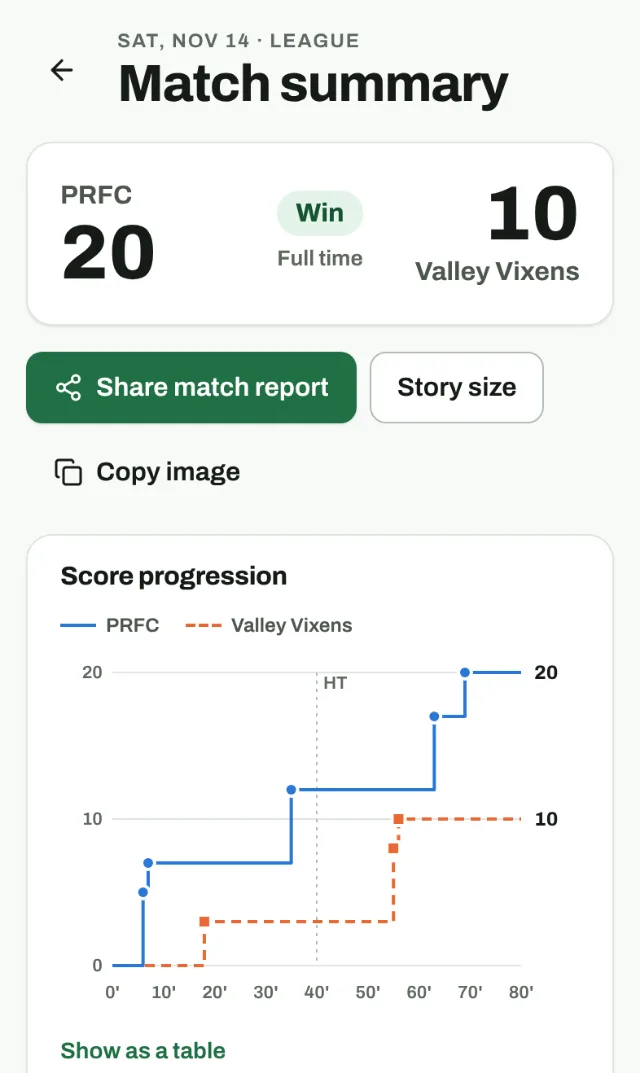 SAT, NOV 14 · LEAGUE
Match summary
PRFC
20
Win
Full time
10
Valley Vixens
Share match report
Story size
Copy image
Score progression
PRFC
Valley Vixens
20
HT
20
10
10
0
0' 10' 20' 30' 40' 50' 60' 70' 80'
Show as a table